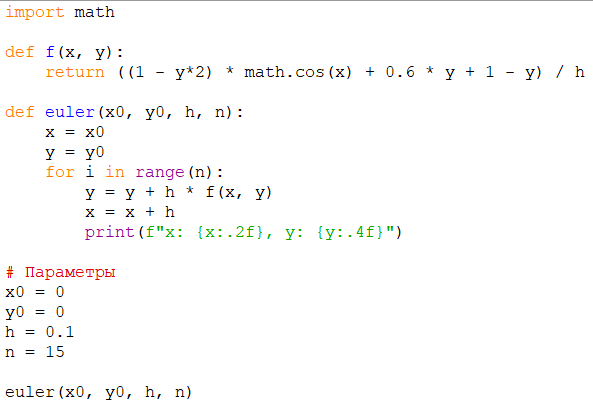 import math

def f(x, y):
    return ((1 - y*2) * math.cos(x) + 0.6 * y + 1 - y) / h

def euler(x0, y0, h, n):
    x = x0
    y = y0
    for i in range(n):
        y = y + h * f(x, y)
        x = x + h
        print(f"x: {x:.2f}, y: {y:.4f}")

# Параметры
x0 = 0
y0 = 0
h = 0.1
n = 15

euler(x0, y0, h, n)